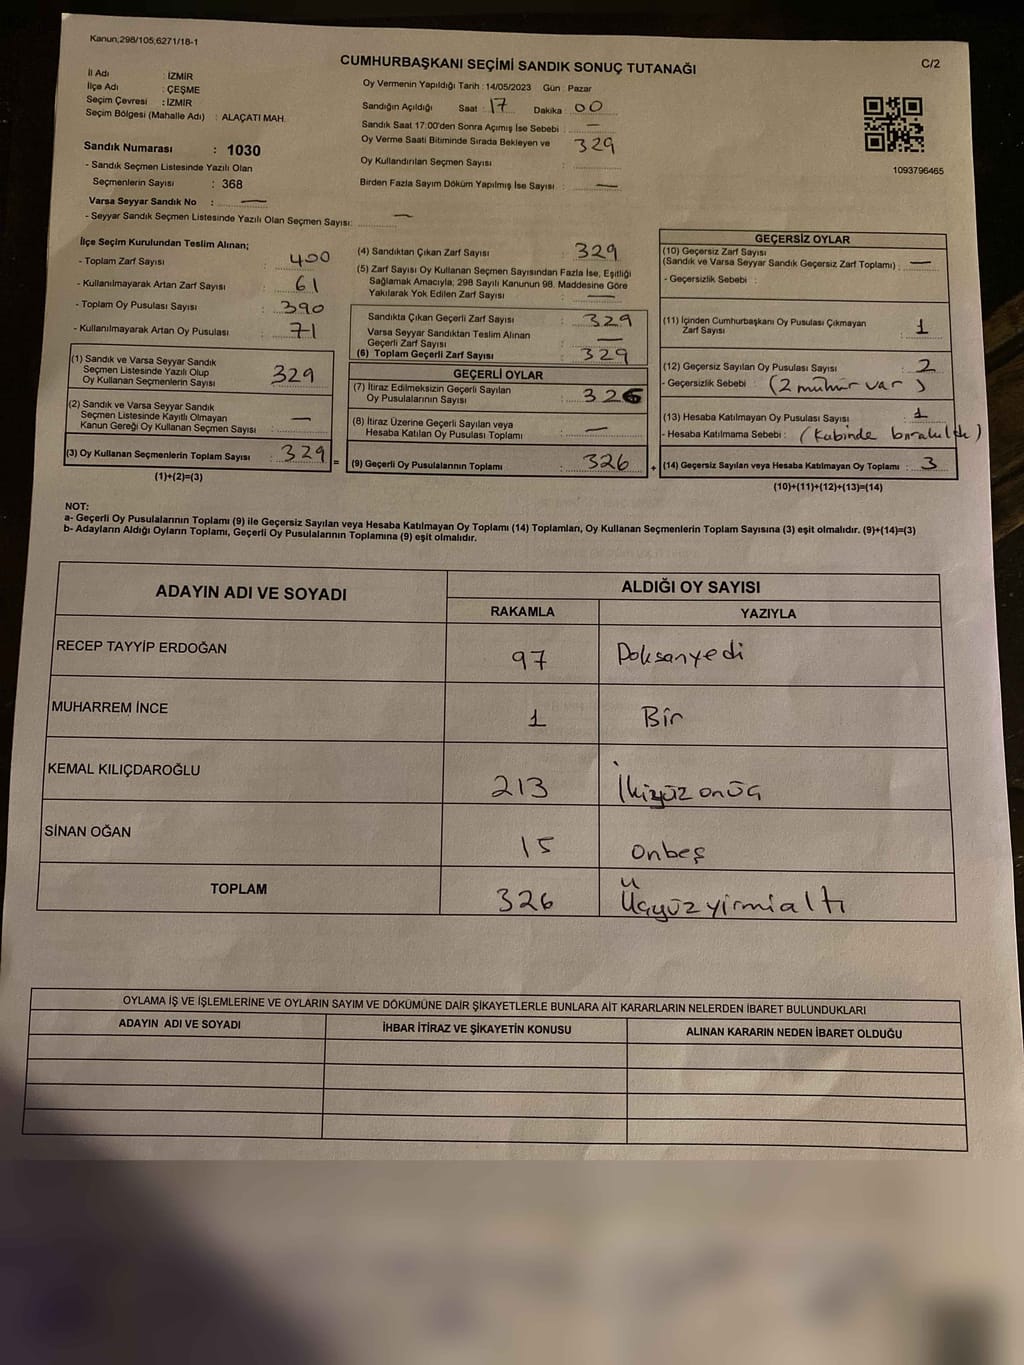 Kanun;298/105,6271/18-1
CUMHURBAŞKANI SEÇİMİ SANDIK SONUÇ TUTANAĞI
C/2
İl Adı : İZMİR
İlçe Adı : ÇEŞME
Seçim Çevresi : İZMİR
Seçim Bölgesi (Mahalle Adı) : ALAÇATI MAH.
Sandık Numarası : 1030
- Sandık Seçmen Listesinde Yazılı Olan
Seçmenlerin Sayısı : 368
Varsa Seyyar Sandık No : —
- Seyyar Sandık Seçmen Listesinde Yazılı Olan Seçmen Sayısı: —
Oy Vermenin Yapıldığı Tarih : 14/05/2023 Gün : Pazar
Sandığın Açıldığı Saat : 17 Dakika : 00
Sandık Saat 17:00'den Sonra Açımış İse Sebebi : —
Oy Verme Saati Bitiminde Sırada Bekleyen ve 329
Oy Kullandırılan Seçmen Sayısı :
Birden Fazla Sayım Döküm Yapılmış İse Sayısı : —
1093796465
İlçe Seçim Kurulundan Teslim Alınan;
- Toplam Zarf Sayısı : 400
- Kullanılmayarak Artan Zarf Sayısı : 61
- Toplam Oy Pusulası Sayısı : 390
- Kullanılmayarak Artan Oy Pusulası : 71
(1) Sandık ve Varsa Seyyar Sandık
Seçmen Listesinde Yazılı Olup
Oy Kullanan Seçmenlerin Sayısı : 329
(2) Sandık ve Varsa Seyyar Sandık
Seçmen Listesinde Kayıtlı Olmayan
Kanun Gereği Oy Kullanan Seçmen Sayısı : —
(3) Oy Kullanan Seçmenlerin Toplam Sayısı : 329 =
(1)+(2)=(3)
(4) Sandıktan Çıkan Zarf Sayısı : 329
(5) Zarf Sayısı Oy Kullanan Seçmen Sayısından Fazla İse, Eşitliği
Sağlamak Amacıyla; 298 Sayılı Kanunun 98. Maddesine Göre
Yakılarak Yok Edilen Zarf Sayısı : —
Sandıkta Çıkan Geçerli Zarf Sayısı : 329
Varsa Seyyar Sandıktan Teslim Alınan
Geçerli Zarf Sayısı : —
(6) Toplam Geçerli Zarf Sayısı : 329
GEÇERLİ OYLAR
(7) İtiraz Edilmeksizin Geçerli Sayılan
Oy Pusulalarının Sayısı : 326
(8) İtiraz Üzerine Geçerli Sayılan veya
Hesaba Katılan Oy Pusulası Toplamı : —
(9) Geçerli Oy Pusulalarının Toplamı : 326 +
GEÇERSİZ OYLAR
(10) Geçersiz Zarf Sayısı
(Sandık ve Varsa Seyyar Sandık Geçersiz Zarf Toplamı) : —
- Geçersizlik Sebebi :
(11) İçinden Cumhurbaşkanı Oy Pusulası Çıkmayan
Zarf Sayısı : 1
(12) Geçersiz Sayılan Oy Pusulası Sayısı : 2
- Geçersizlik Sebebi : (2 mühür var)
(13) Hesaba Katılmayan Oy Pusulası Sayısı : 1
- Hesaba Katılmama Sebebi : (Kabinde bırakıldı)
(14) Geçersiz Sayılan veya Hesaba Katılmayan Oy Toplamı : 3
(10)+(11)+(12)+(13)=(14)
NOT:
a- Geçerli Oy Pusulalarının Toplamı (9) ile Geçersiz Sayılan veya Hesaba Katılmayan Oy Toplamı (14) Toplamları, Oy Kullanan Seçmenlerin Toplam Sayısına (3) eşit olmalıdır. (9)+(14)=(3)
b- Adayların Aldığı Oyların Toplamı, Geçerli Oy Pusulalarının Toplamına (9) eşit olmalıdır.
ADAYIN ADI VE SOYADI
ALDIĞI OY SAYISI
RAKAMLA YAZIYLA
RECEP TAYYİP ERDOĞAN 97 Doksanyedi
MUHARREM İNCE 1 Bir
KEMAL KILIÇDAROĞLU 213 İkiyüzonüç
SİNAN OĞAN 15 onbeş
TOPLAM 326 Üçyüzyirmialtı
OYLAMA İŞ VE İŞLEMLERİNE VE OYLARIN SAYIM VE DÖKÜMÜNE DAİR ŞİKAYETLERLE BUNLARA AİT KARARLARIN NELERDEN İBARET BULUNDUKLARI
ADAYIN ADI VE SOYADI İHBAR İTİRAZ VE ŞİKAYETİN KONUSU ALINAN KARARIN NEDEN İBARET OLDUĞU